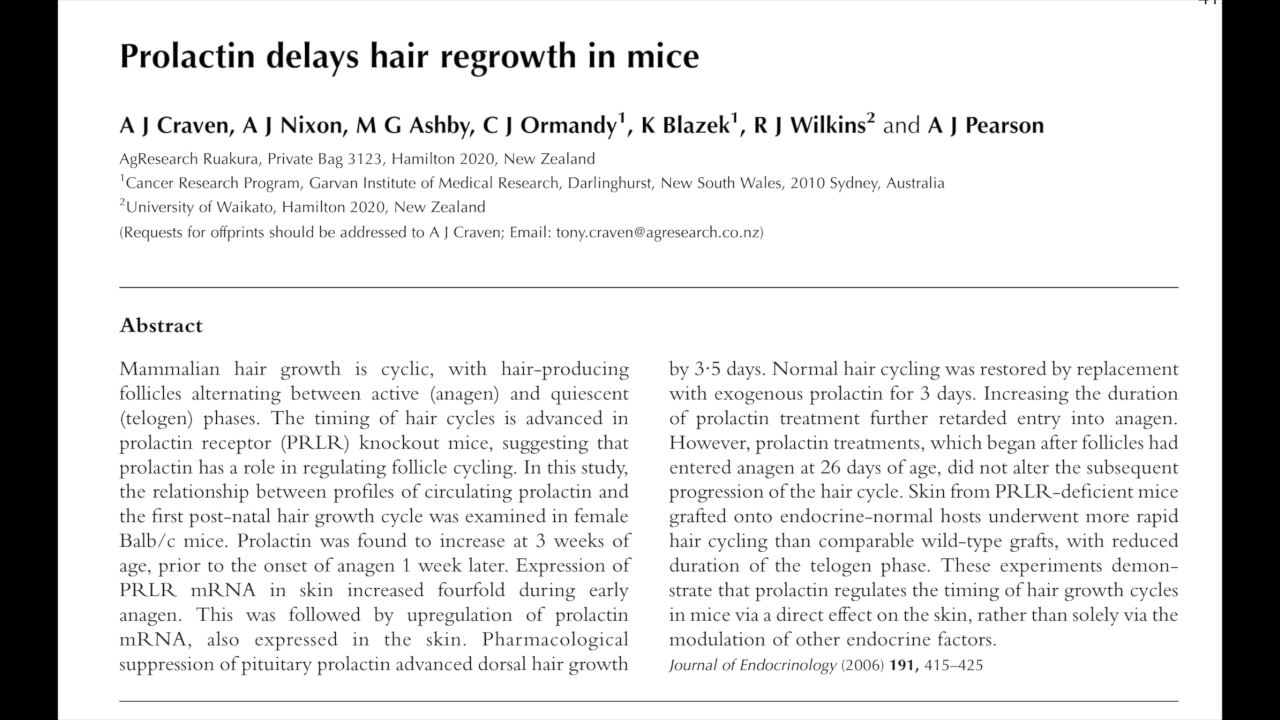 Prolactin delays hair regrowth in mice
A J Craven, A J Nixon, M G Ashby, C J Ormandy1, K Blazek1, R J Wilkins2 and A J Pearson
AgResearch Ruakura, Private Bag 3123, Hamilton 2020, New Zealand
1Cancer Research Program, Garvan Institute of Medical Research, Darlinghurst, New South Wales, 2010 Sydney, Australia
2University of Waikato, Hamilton 2020, New Zealand
(Requests for offprints should be addressed to A J Craven; Email: tony.craven@agresearch.co.nz)
Abstract
Mammalian hair growth is cyclic, with hair-producing
follicles alternating between active (anagen) and quiescent
(telogen) phases. The timing of hair cycles is advanced in
prolactin receptor (PRLR) knockout mice, suggesting that
prolactin has a role in regulating follicle cycling. In this study,
the relationship between profiles of circulating prolactin and
the first post-natal hair growth cycle was examined in female
Balb/c mice. Prolactin was found to increase at 3 weeks of
age, prior to the onset of anagen 1 week later. Expression of
PRLR mRNA in skin increased fourfold during early
anagen. This was followed by upregulation of prolactin
mRNA, also expressed in the skin. Pharmacological
suppression of pituitary prolactin advanced dorsal hair growth
by 3·5 days. Normal hair cycling was restored by replacement
with exogenous prolactin for 3 days. Increasing the duration
of prolactin treatment further retarded entry into anagen.
However, prolactin treatments, which began after follicles had
entered anagen at 26 days of age, did not alter the subsequent
progression of the hair cycle. Skin from PRLR-deficient mice
grafted onto endocrine-normal hosts underwent more rapid
hair cycling than comparable wild-type grafts, with reduced
duration of the telogen phase. These experiments demon-
strate that prolactin regulates the timing of hair growth cycles
in mice via a direct effect on the skin, rather than solely via the
modulation of other endocrine factors.
Journal of Endocrinology (2006) 191, 415–425